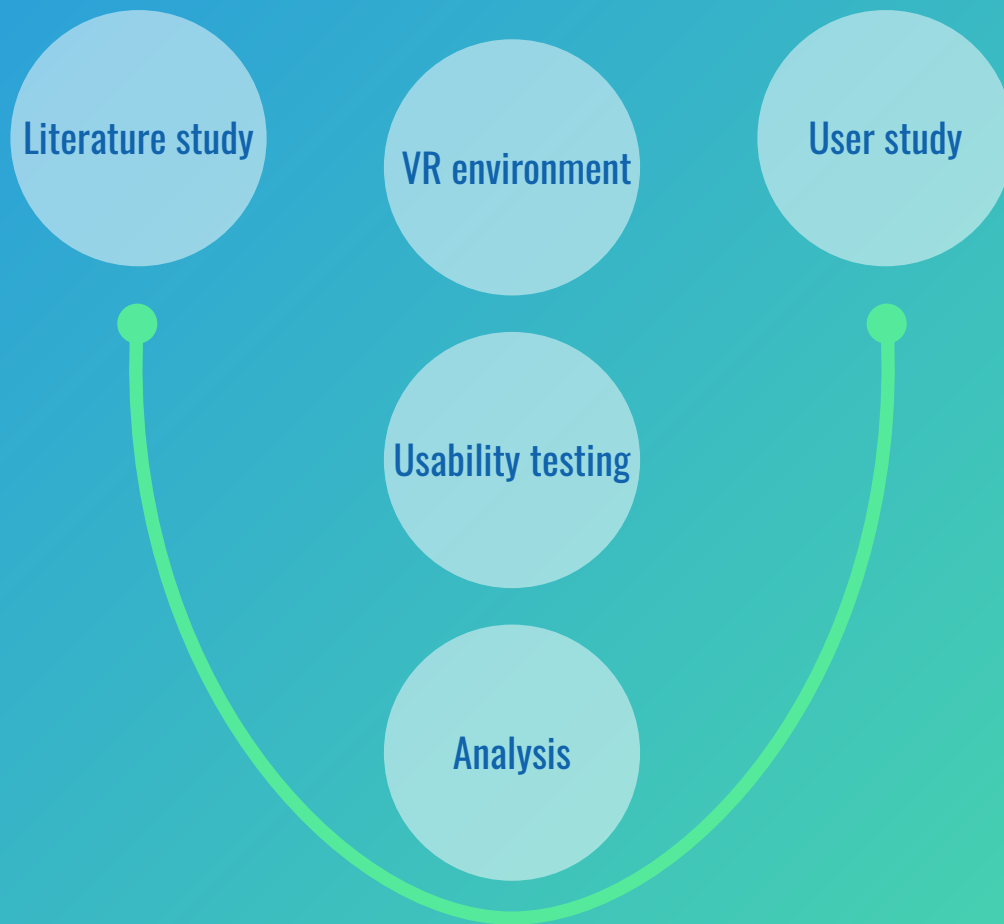 Literature study
VR environment
User study
Usability testing
Analysis